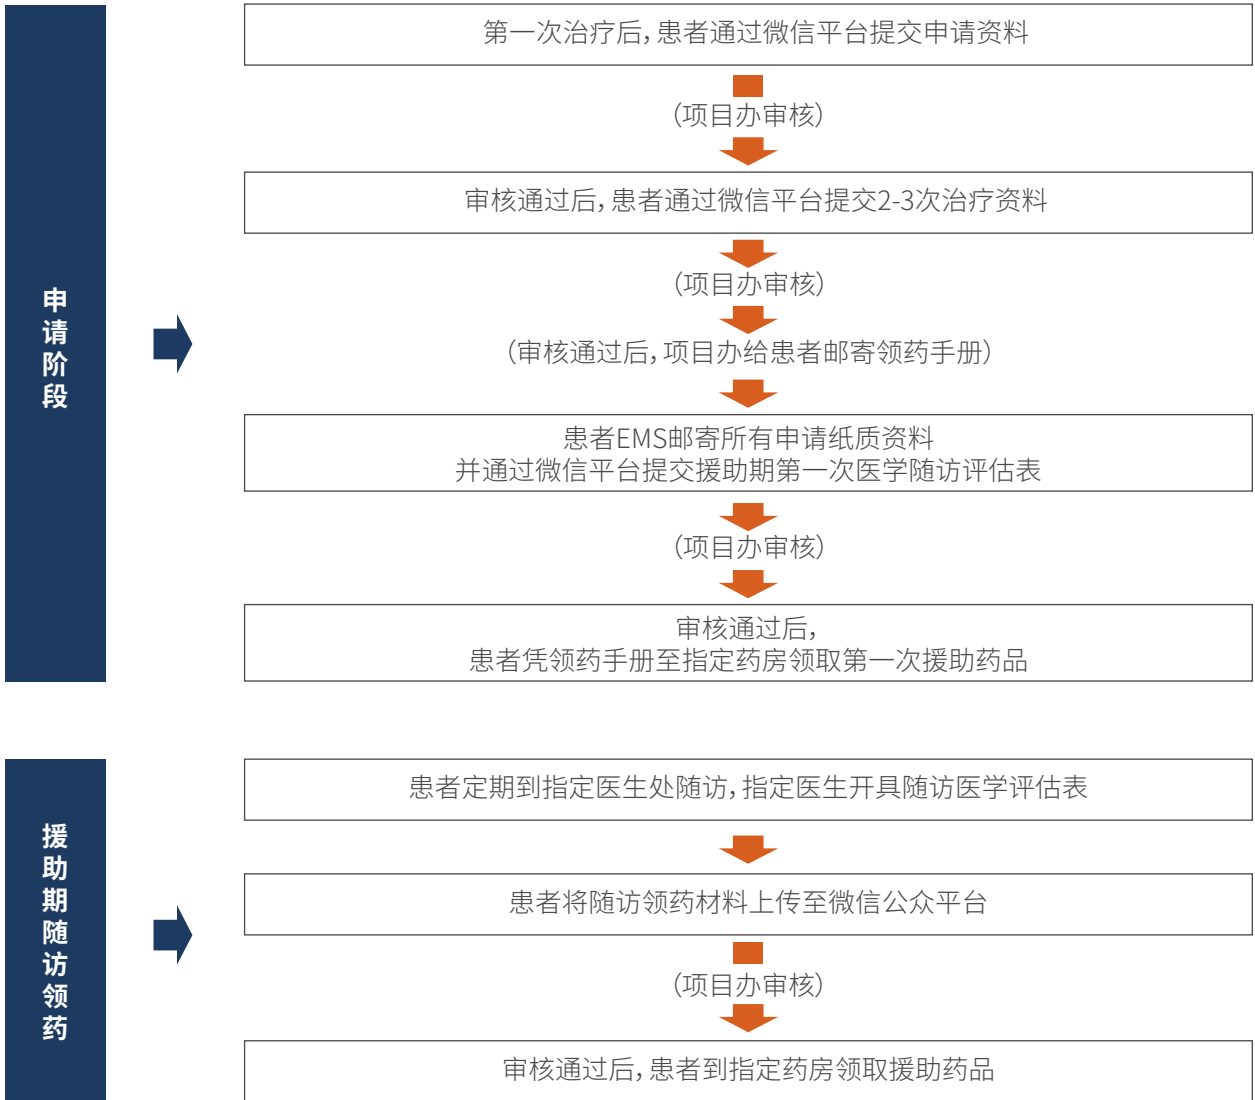 申请阶段
第一次治疗后，患者通过微信平台提交申请资料
（项目办审核）
审核通过后，患者通过微信平台提交2-3次治疗资料
（项目办审核）
（审核通过后，项目办给患者邮寄领药手册）
患者EMS邮寄所有申请纸质资料
并通过微信平台提交援助期第一次医学随访评估表
（项目办审核）
审核通过后，
患者凭领药手册至指定药房领取第一次援助药品
援助期随访领药
患者定期到指定医生处随访，指定医生开具随访医学评估表
患者将随访领药材料上传至微信公众平台
（项目办审核）
审核通过后，患者到指定药房领取援助药品